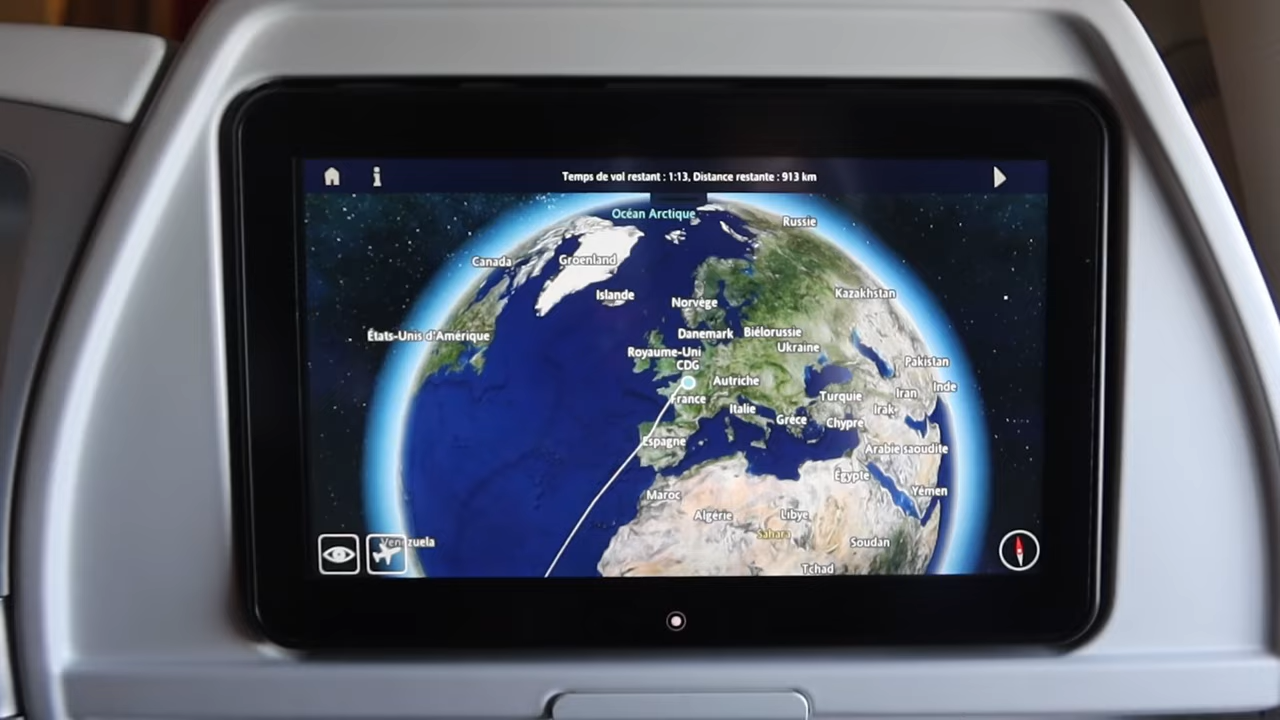 Temps de vol restant : 1:13, Distance restante : 913 km
Océan Arctique
Russie
Canada
Groenland
Islande
Norvège
Kazakhstan
États-Unis d'Amérique
Danemark
Biélorussie
Ukraine
Royaume-Uni
CDG
Pakistan
Autriche
Inde
France
Italie
Turquie
Iran
Irak
Grèce
Chypre
Espagne
Arabie saoudite
Égypte
Yémen
Maroc
Algérie
Libye
Sahara
Venezuela
Soudan
Tchad